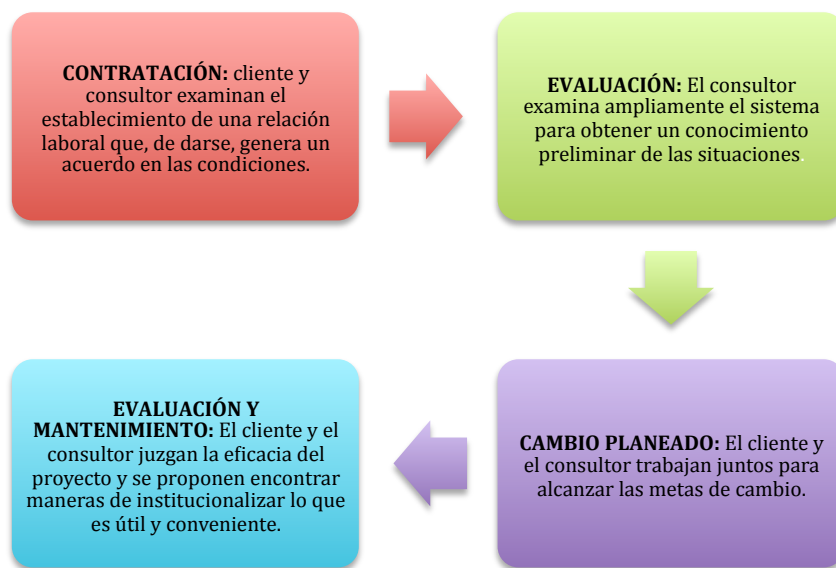 CONTRATACIÓN: cliente y
consultor examinan el
establecimiento de una relación
laboral que, de darse, genera un
acuerdo en las condiciones.
EVALUACIÓN: El consultor
examina ampliamente el sistema
para obtener un conocimiento
preliminar de las situaciones.
CAMBIO PLANEADO: El cliente y
el consultor trabajan juntos para
alcanzar las metas de cambio.
EVALUACIÓN Y
MANTENIMIENTO: El cliente y el
consultor juzgan la eficacia del
proyecto y se proponen encontrar
maneras de institucionalizar lo que
es útil y conveniente.